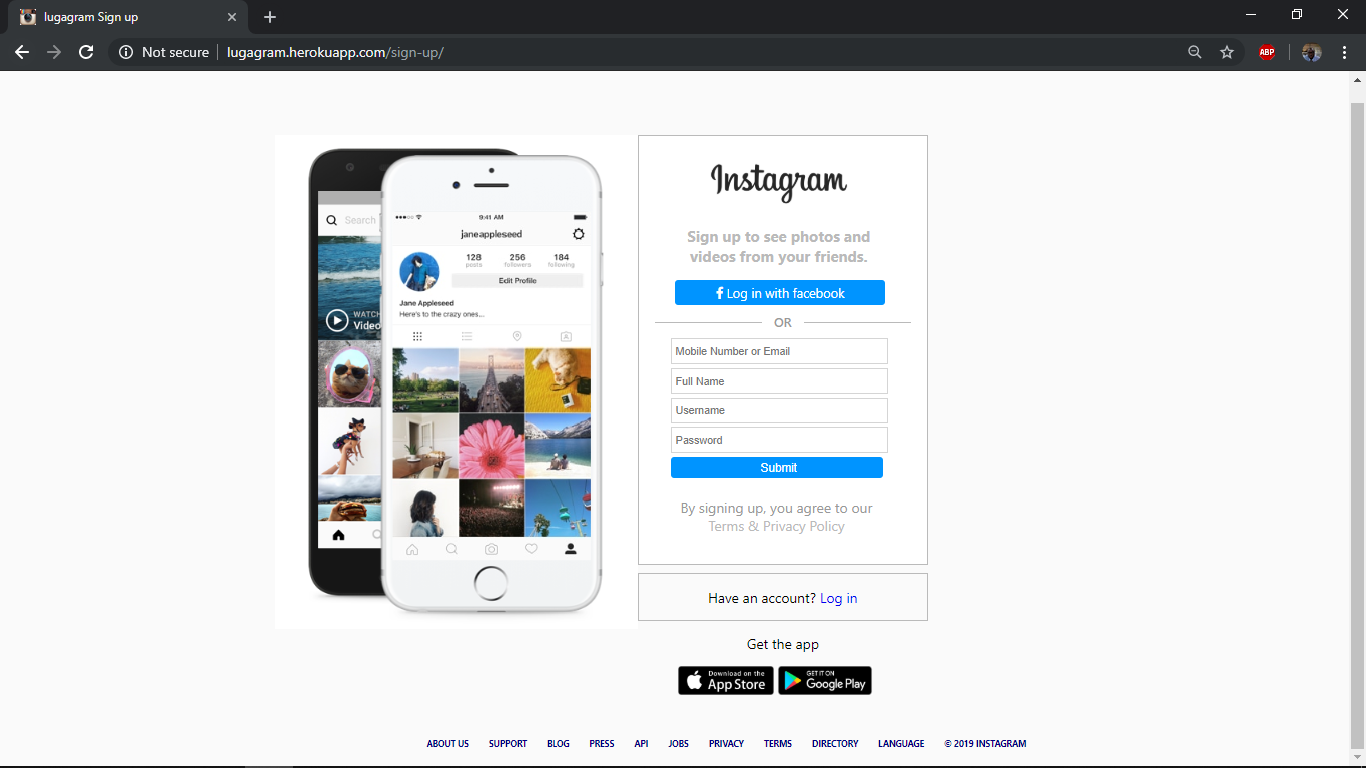 lugagram Sign up
Not secure
lugagram.herokuapp.com/sign-up/
ABP
Search
WATCH
Video
9:41 AM
janeappleseed
128 256 184
posts followers following
Edit Profile
Jane Appleseed
Here's to the crazy ones...
Instagram
Sign up to see photos and
videos from your friends.
f Log in with facebook
OR
Mobile Number or Email
Full Name
Username
Password
Submit
By signing up, you agree to our
Terms & Privacy Policy
Have an account? Log in
Get the app
Download on the
App Store
GET IT ON
Google Play
ABOUT US SUPPORT BLOG PRESS API JOBS PRIVACY TERMS DIRECTORY LANGUAGE © 2019 INSTAGRAM